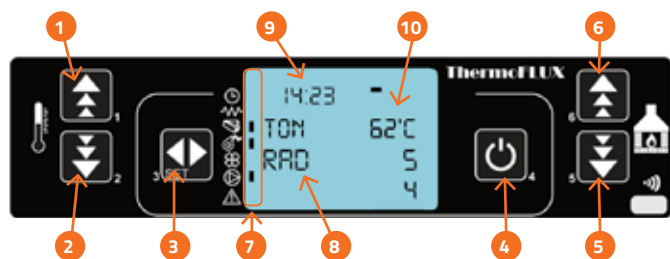 1 9 10 6
ThermoFLUX
14:23 -
1 6
TON 62°C
RAD 5
4
2 3 SET 4 5
2 3 7 8 4 5